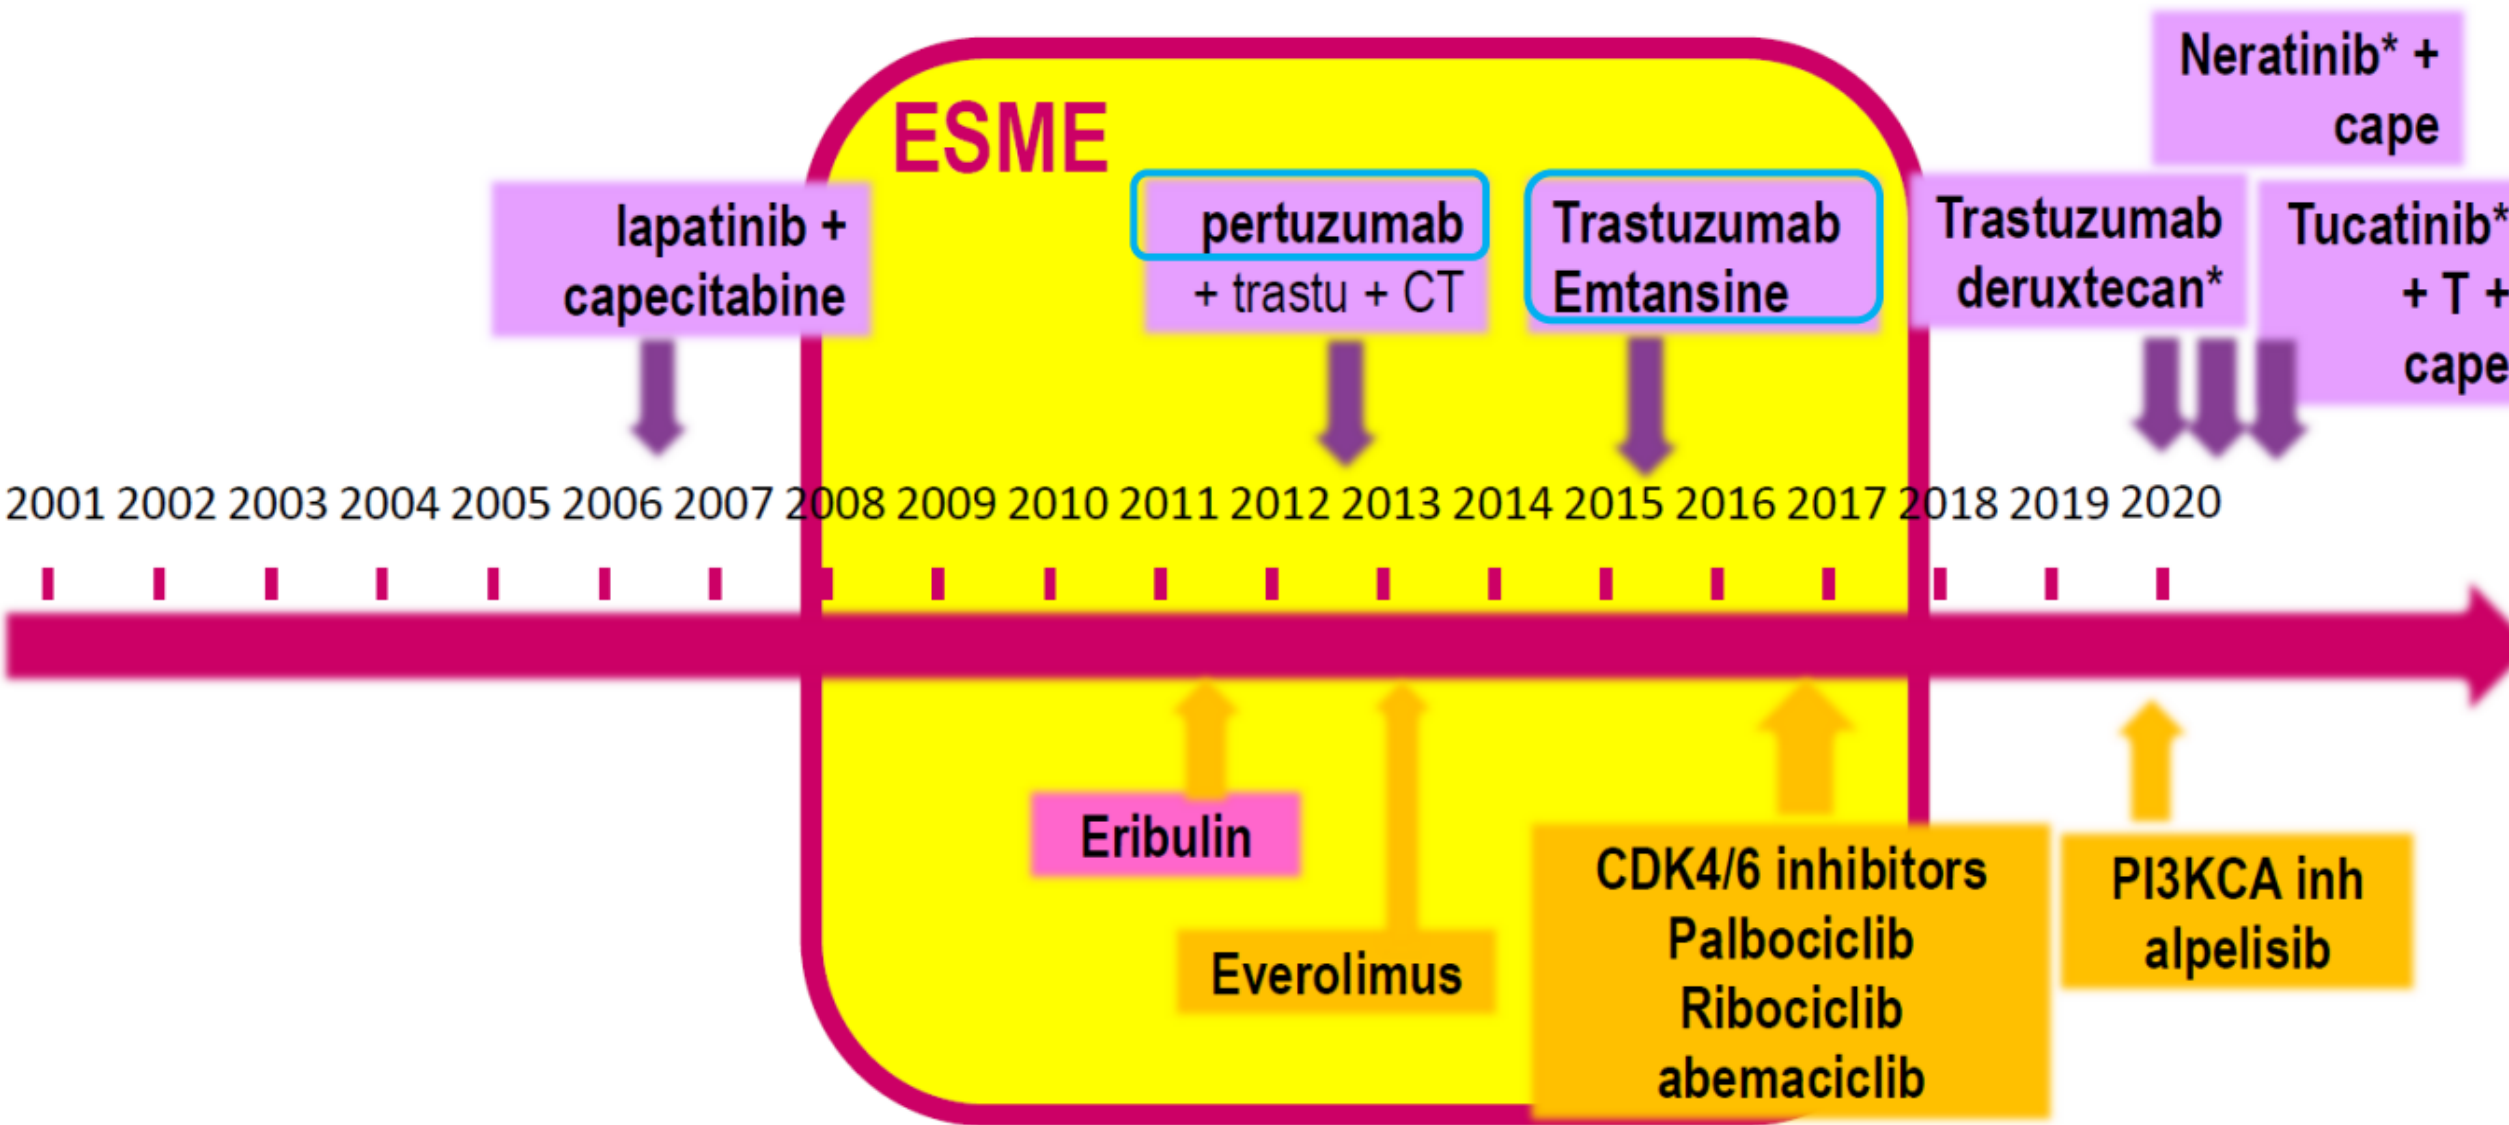 Neratinib* +
cape
ESME
lapatinib +
capecitabine
pertuzumab
+ trastu + CT
Trastuzumab
Emtansine
Trastuzumab
deruxtecan*
Tucatinib*
+ T +
cape
2001 2002 2003 2004 2005 2006 2007 2008 2009 2010 2011 2012 2013 2014 2015 2016 2017 2018 2019 2020
Eribulin
Everolimus
CDK4/6 inhibitors
Palbociclib
Ribociclib
abemaciclib
PI3KCA inh
alpelisib